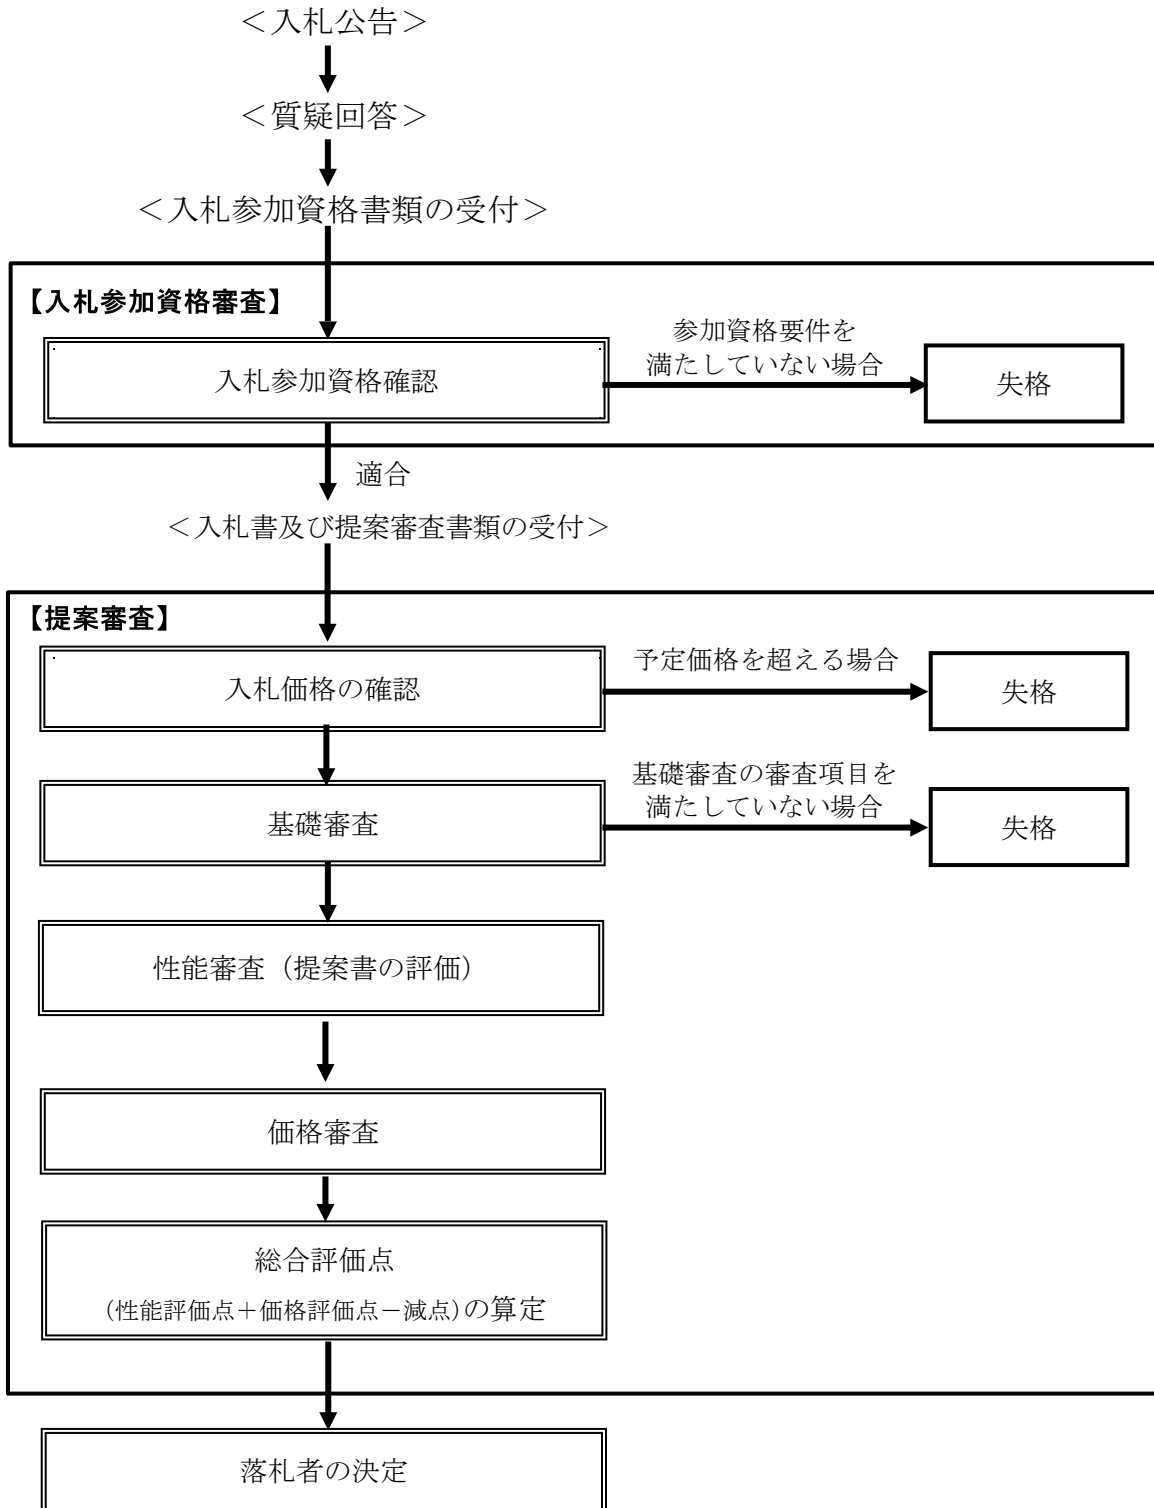 ＜入札公告＞
＜質疑回答＞
＜入札参加資格書類の受付＞
【入札参加資格審査】
参加資格要件を
満たしていない場合
入札参加資格確認
失格
適合
＜入札書及び提案審査書類の受付＞
【提案審査】
予定価格を超える場合
入札価格の確認
失格
基礎審査の審査項目を
満たしていない場合
基礎審査
失格
性能審査（提案書の評価）
価格審査
総合評価点
（性能評価点＋価格評価点－減点）の算定
落札者の決定